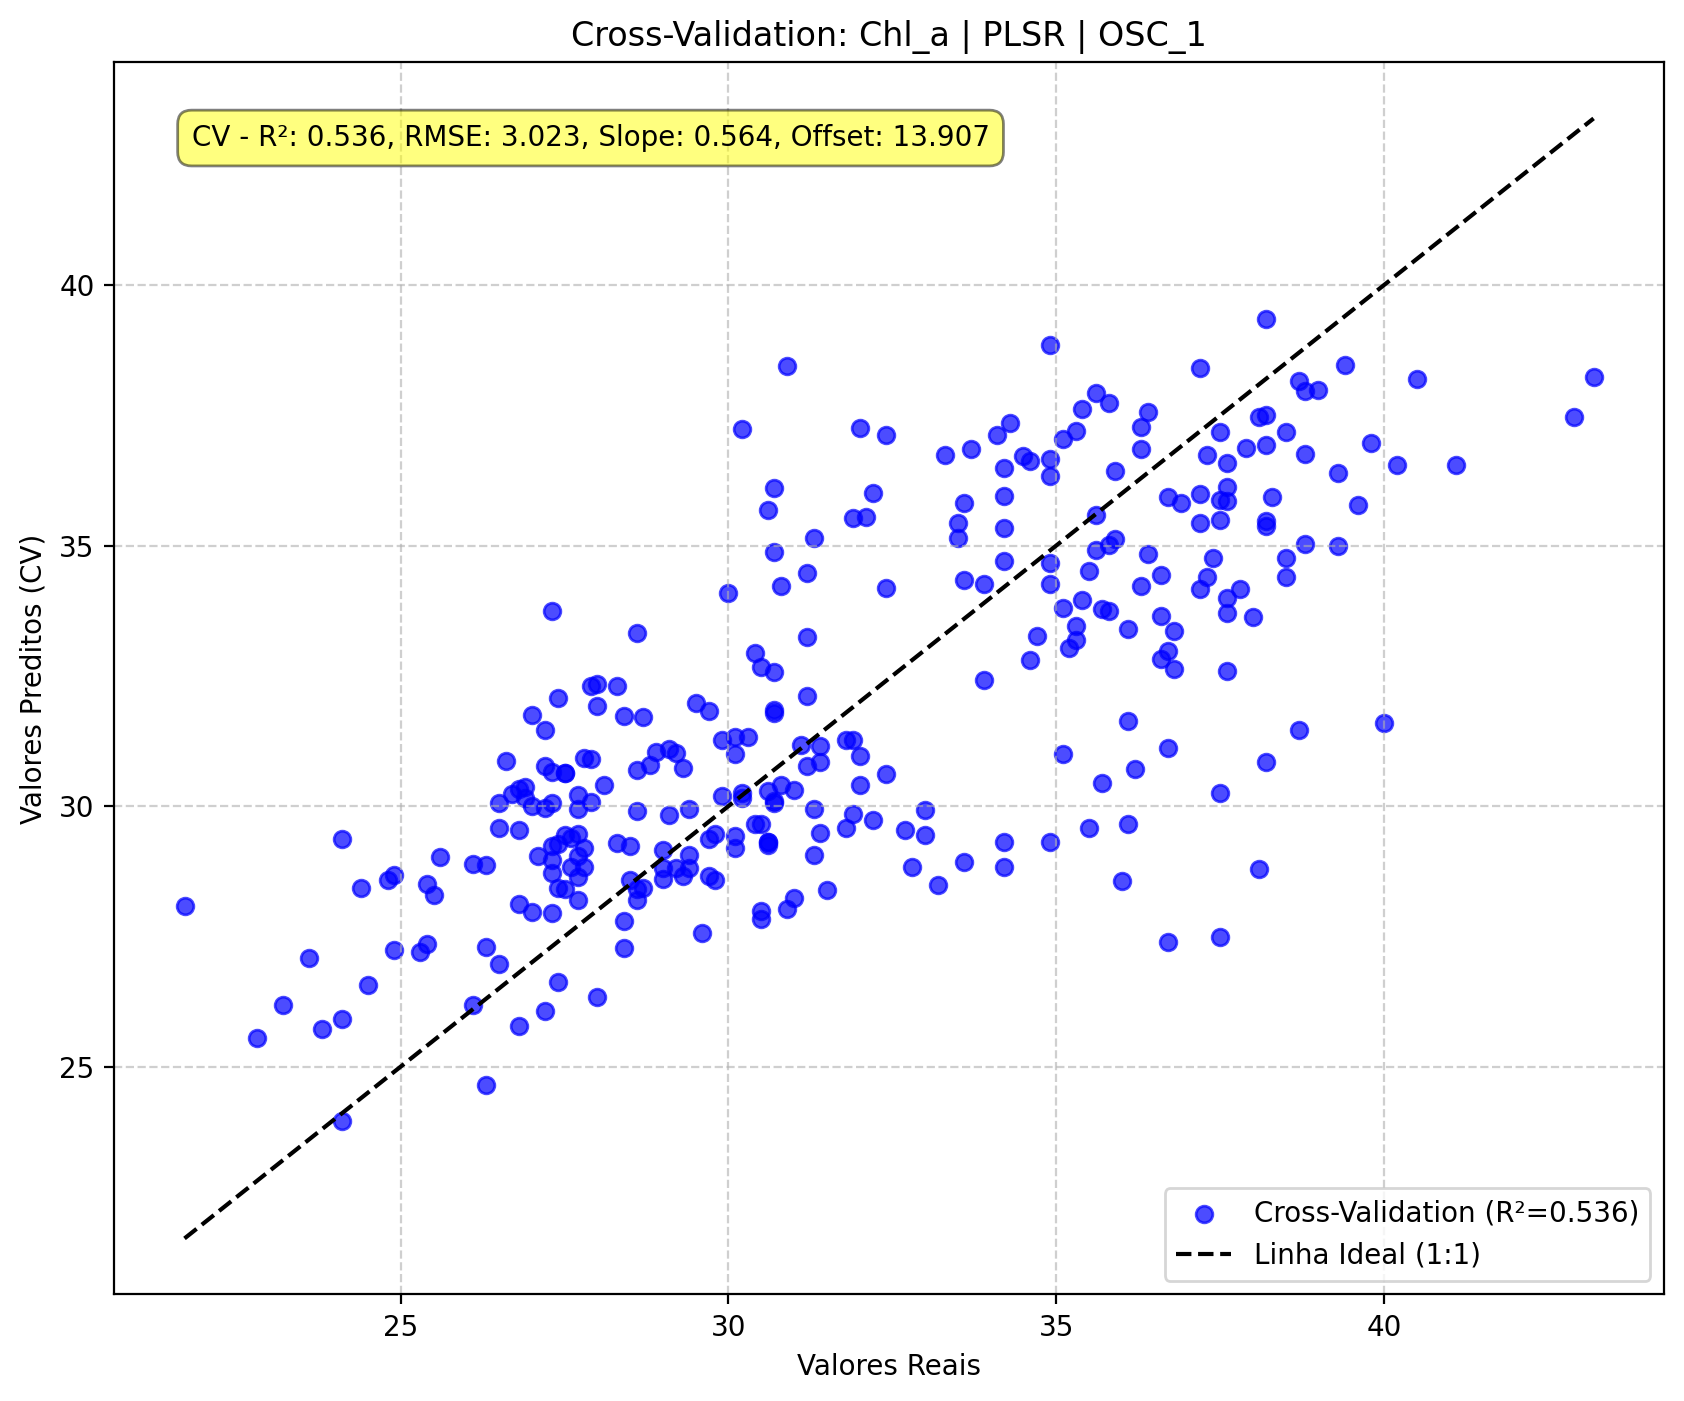 Cross-Validation: Chl_a | PLSR | OSC_1
CV - R²: 0.536, RMSE: 3.023, Slope: 0.564, Offset: 13.907
40
35
30
25
Valores Preditos (CV)
Cross-Validation (R²=0.536)
Linha Ideal (1:1)
25 30 35 40
Valores Reais